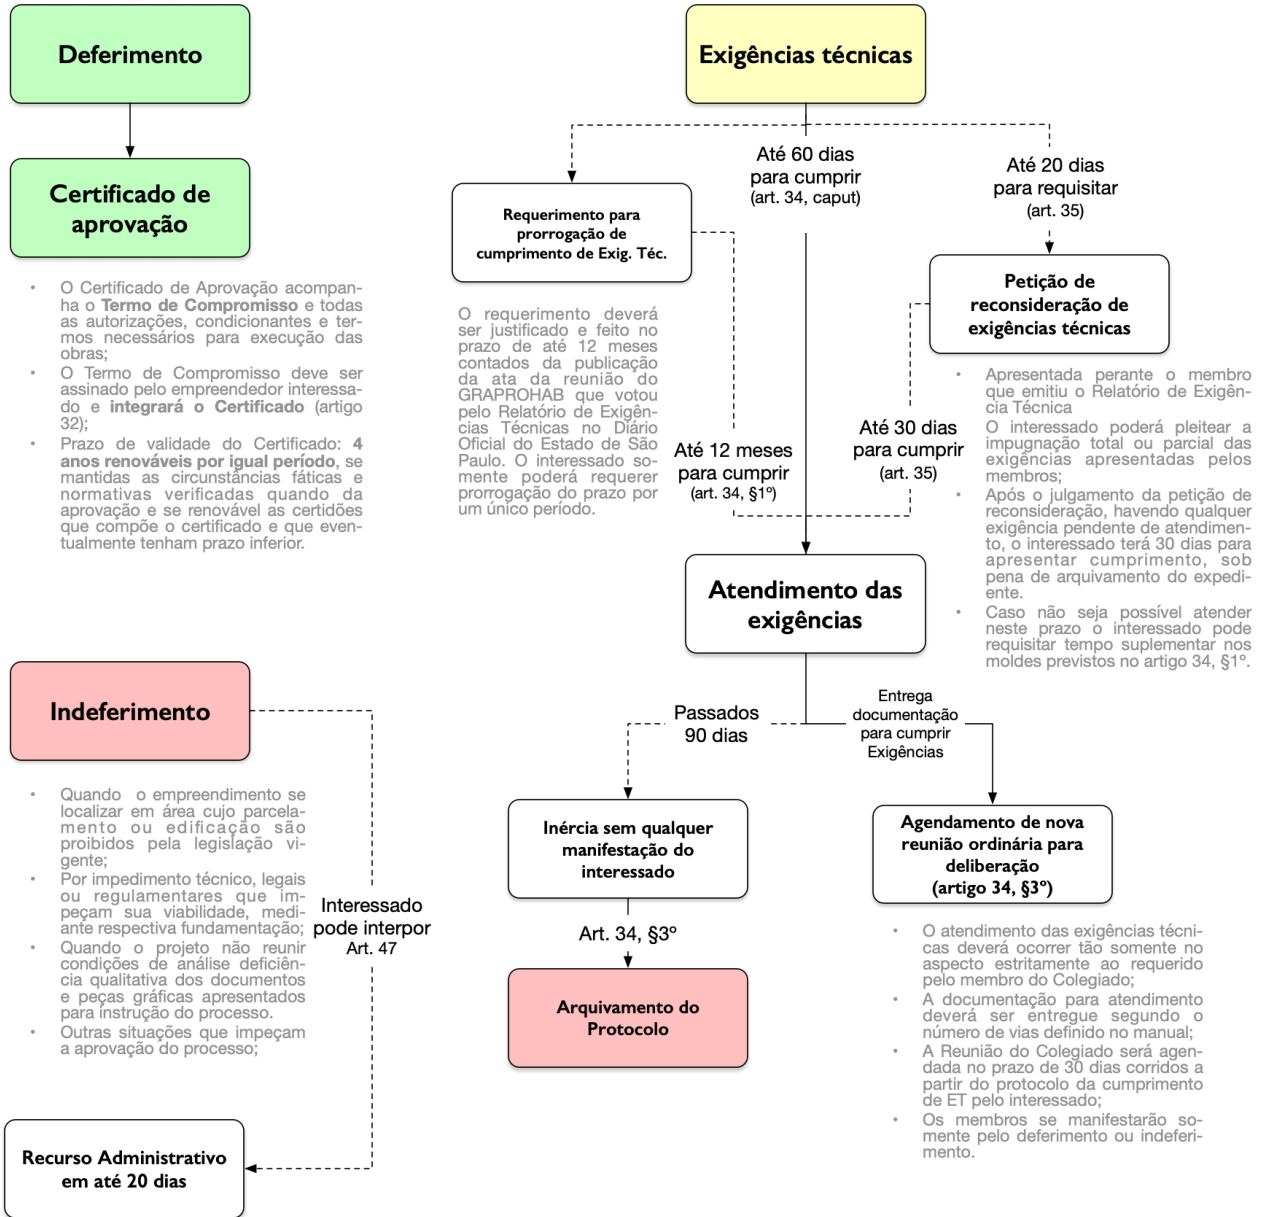 Deferimento
Certificado de
aprovação
• O Certificado de Aprovação acompan-
ha o Termo de Compromisso e todas
as autorizações, condicionantes e ter-
mos necessários para execução das
obras;
• O Termo de Compromisso deve ser
assinado pelo empreendedor interessa-
do e integrará o Certificado (artigo
32);
• Prazo de validade do Certificado: 4
anos renováveis por igual período, se
mantidas as circunstâncias fáticas e
normativas verificadas quando da
aprovação e se renovável as certidões
que compõe o certificado e que even-
tualmente tenham prazo inferior.
Indeferimento
• Quando o empreendimento se
localizar em área cujo parcela-
mento ou edificação são
proibidos pela legislação vi-
gente;
• Por impedimento técnico, legais
ou regulamentares que im-
peçam sua viabilidade, medi-
ante respectiva fundamentação;
• Quando o projeto não reunir
condições de análise deficiên-
cia qualitativa dos documentos
e peças gráficas apresentados
para instrução do processo.
• Outras situações que impeçam
a aprovação do processo;
Interessado
pode interpor
Art. 47
Recurso Administrativo
em até 20 dias
Exigências técnicas
Até 60 dias
para cumprir
(art. 34, caput)
Até 20 dias
para requisitar
(art. 35)
Requerimento para
prorrogação de
cumprimento de Exig. Téc.
O requerimento deverá
ser justificado e feito no
prazo de até 12 meses
contados da publicação
da ata da reunião do
GRAPROHAB que votou
pelo Relatório de Exigên-
cias Técnicas no Diário
Oficial do Estado de São
Paulo. O interessado so-
mente poderá requerer
prorrogação do prazo por
um único período.
Até 12 meses
para cumprir
(art. 34, §1º)
Petição de
reconsideração de
exigências técnicas
Até 30 dias
para cumprir
(art. 35)
• Apresentada perante o membro
que emitiu o Relatório de Exigên-
cia Técnica
O interessado poderá pleitear a
impugnação total ou parcial das
exigências apresentadas pelos
membros;
• Após o julgamento da petição de
reconsideração, havendo qualquer
exigência pendente de atendimen-
to, o interessado terá 30 dias para
apresentar cumprimento, sob
pena de arquivamento do expedi-
ente.
• Caso não seja possível atender
neste prazo o interessado pode
requisitar tempo suplementar nos
moldes previstos no artigo 34, §1º.
Atendimento das
exigências
Passados
90 dias
Entrega
documentação
para cumprir
Exigências
Inércia sem qualquer
manifestação do
interessado
Art. 34, §3º
Arquivamento do
Protocolo
Agendamento de nova
reunião ordinária para
deliberação
(artigo 34, §3º)
• O atendimento das exigências técni-
cas deverá ocorrer tão somente no
aspecto estritamente ao requerido
pelo membro do Colegiado;
• A documentação para atendimento
deverá ser entregue segundo o
número de vias definido no manual;
• A Reunião do Colegiado será agen-
dada no prazo de 30 dias corridos a
partir do protocolo da cumprimento
de ET pelo interessado;
• Os membros se manifestarão so-
mente pelo deferimento ou indeferi-
mento.